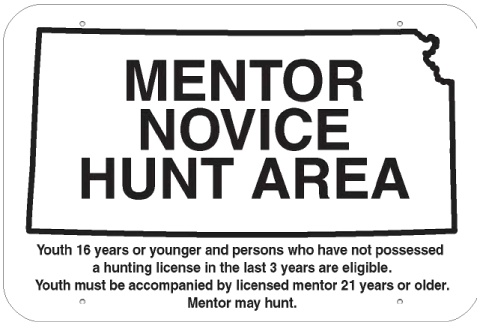 MENTOR
NOVICE
HUNT AREA
Youth 16 years or younger and persons who have not possessed
a hunting license in the last 3 years are eligible.
Youth must be accompanied by licensed mentor 21 years or older.
Mentor may hunt.